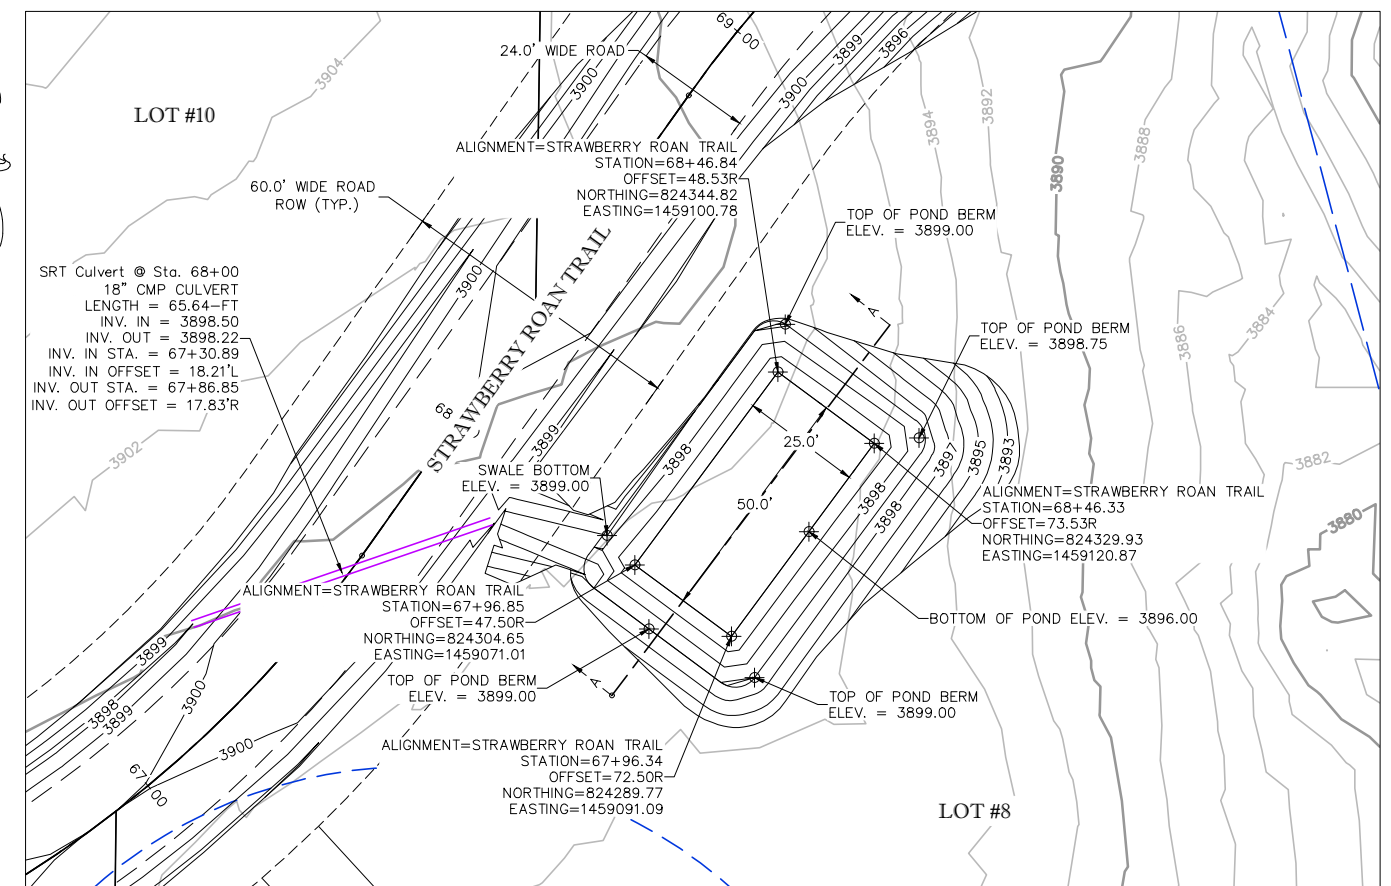 69+00
24.0' WIDE ROAD
3899
3896
3900
3900
3904
LOT #10
3892
3894
3888
3890
ALIGNMENT=STRAWBERRY ROAN TRAIL
STATION=68+46.84
OFFSET=48.53R
NORTHING=824344.82
EASTING=1459100.78
60.0' WIDE ROAD
ROW (TYP.)
TOP OF POND BERM
ELEV. = 3899.00
STRAWBERRY ROAN TRAIL
3900
SRT Culvert @ Sta. 68+00
18" CMP CULVERT
LENGTH = 65.64-FT
INV. IN = 3898.50
INV. OUT = 3898.22
INV. IN STA. = 67+30.89
INV. IN OFFSET = 18.21'L
INV. OUT STA. = 67+86.85
INV. OUT OFFSET = 17.83'R
A
TOP OF POND BERM
ELEV. = 3898.75
3886
3884
68
3899
3898
25.0'
3902
3897
3895
3893
3882
SWALE BOTTOM
ELEV. = 3899.00
50.0'
3898
3898
ALIGNMENT=STRAWBERRY ROAN TRAIL
STATION=68+46.33
OFFSET=73.53R
NORTHING=824329.93
EASTING=1459120.87
3880
ALIGNMENT=STRAWBERRY ROAN TRAIL
STATION=67+96.85
OFFSET=47.50R
NORTHING=824304.65
EASTING=1459071.01
BOTTOM OF POND ELEV. = 3896.00
3899
TOP OF POND BERM
ELEV. = 3899.00
A
TOP OF POND BERM
ELEV. = 3899.00
3898
3899
3900
3900
67+00
ALIGNMENT=STRAWBERRY ROAN TRAIL
STATION=67+96.34
OFFSET=72.50R
NORTHING=824289.77
EASTING=1459091.09
LOT #8